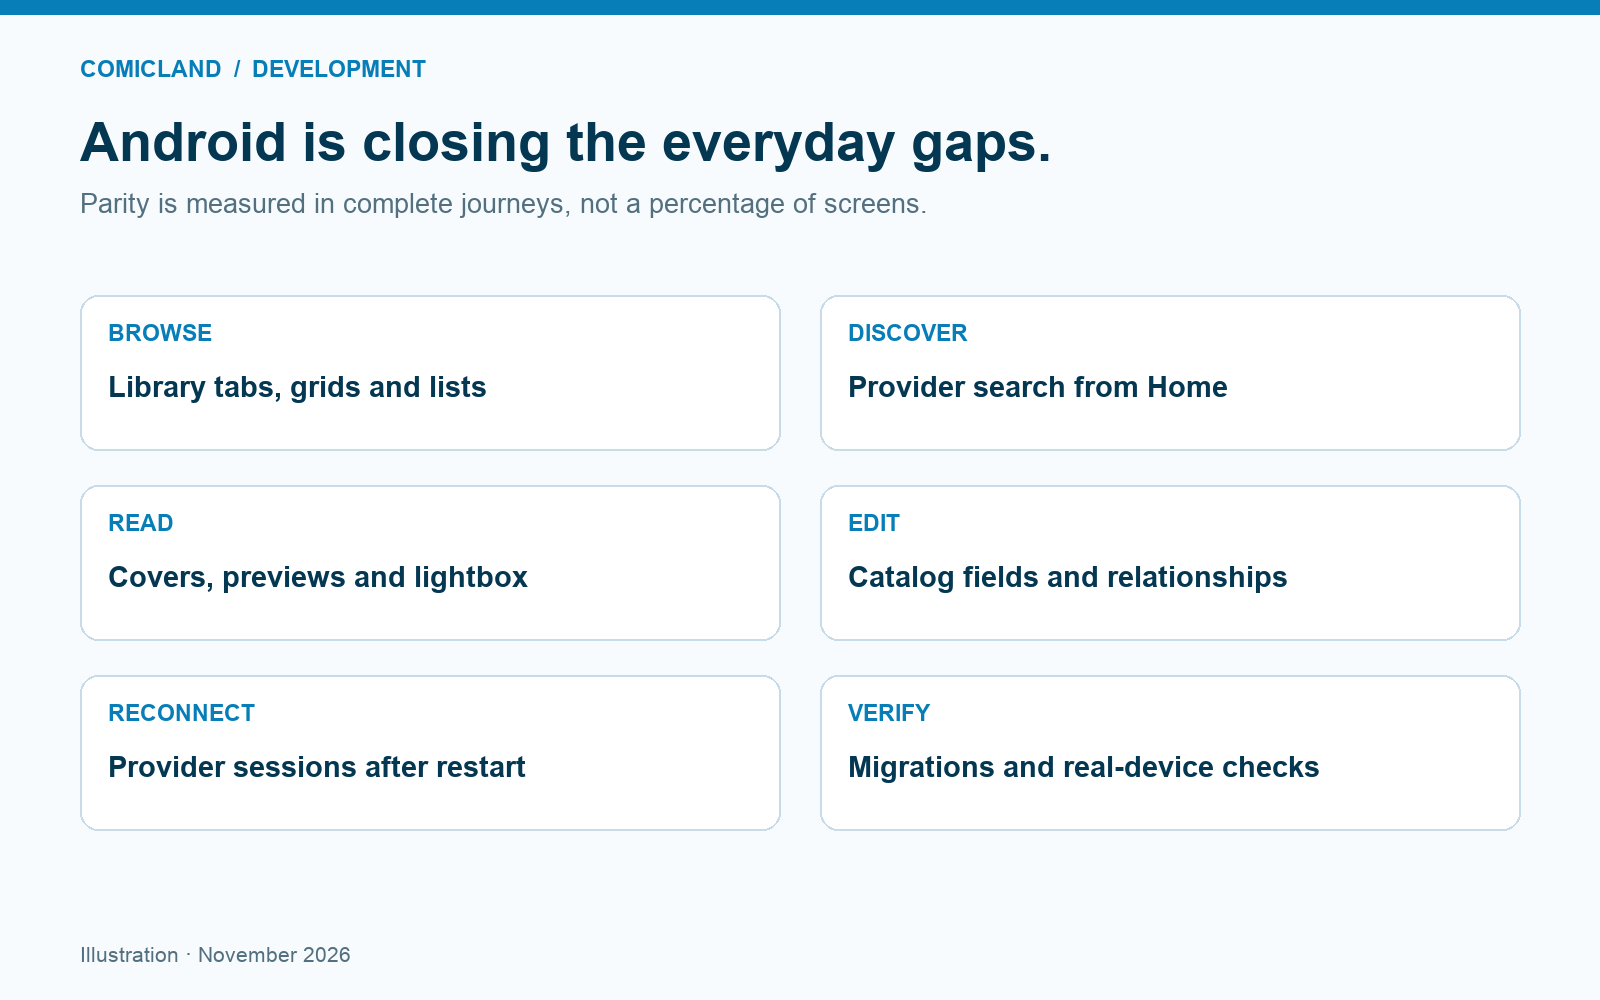 COMICLAND / DEVELOPMENT
Android is closing the everyday gaps.
Parity is measured in complete journeys, not a percentage of screens.
BROWSE
Library tabs, grids and lists
DISCOVER
Provider search from Home
READ
Covers, previews and lightbox
EDIT
Catalog fields and relationships
RECONNECT
Provider sessions after restart
VERIFY
Migrations and real-device checks
Illustration · November 2026